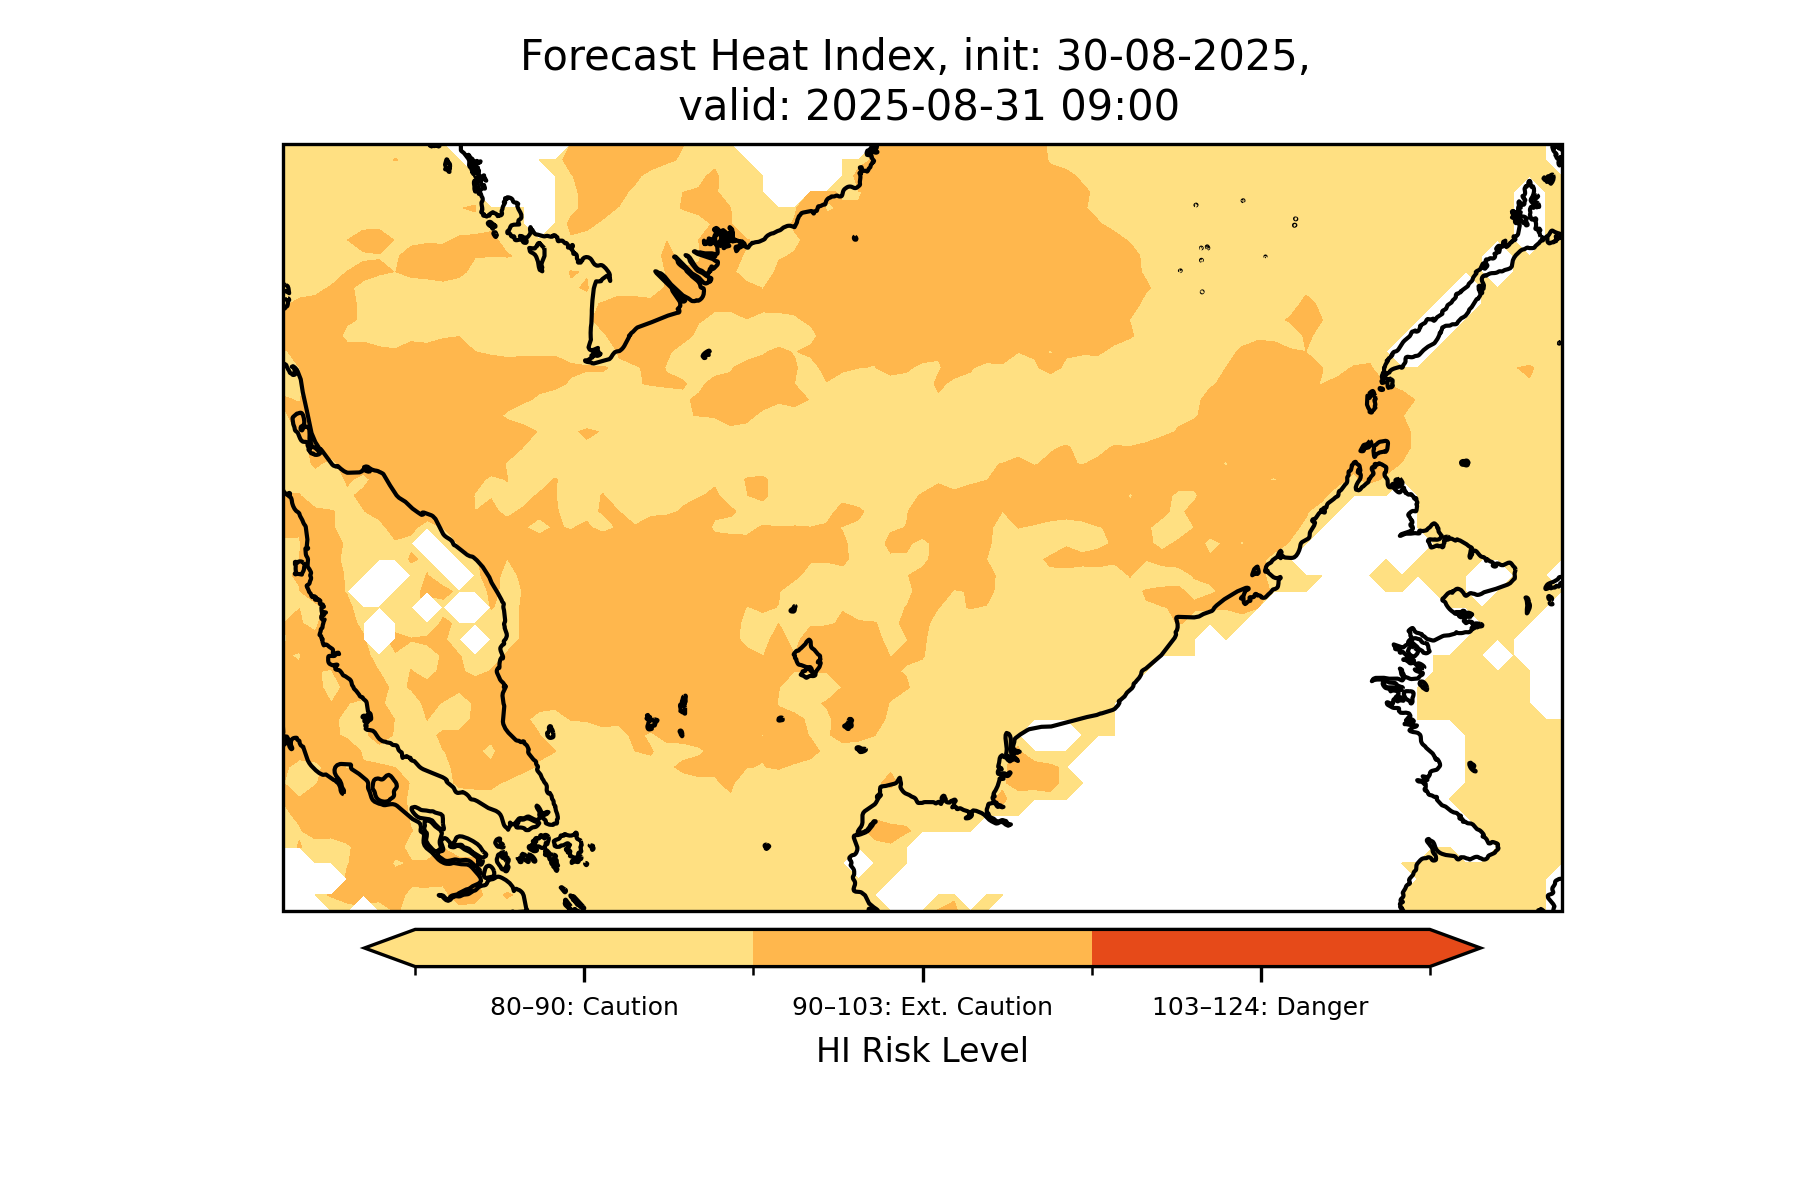 Forecast Heat Index, init: 30-08-2025,
valid: 2025-08-31 09:00
80–90: Caution
90–103: Ext. Caution
103–124: Danger
HI Risk Level